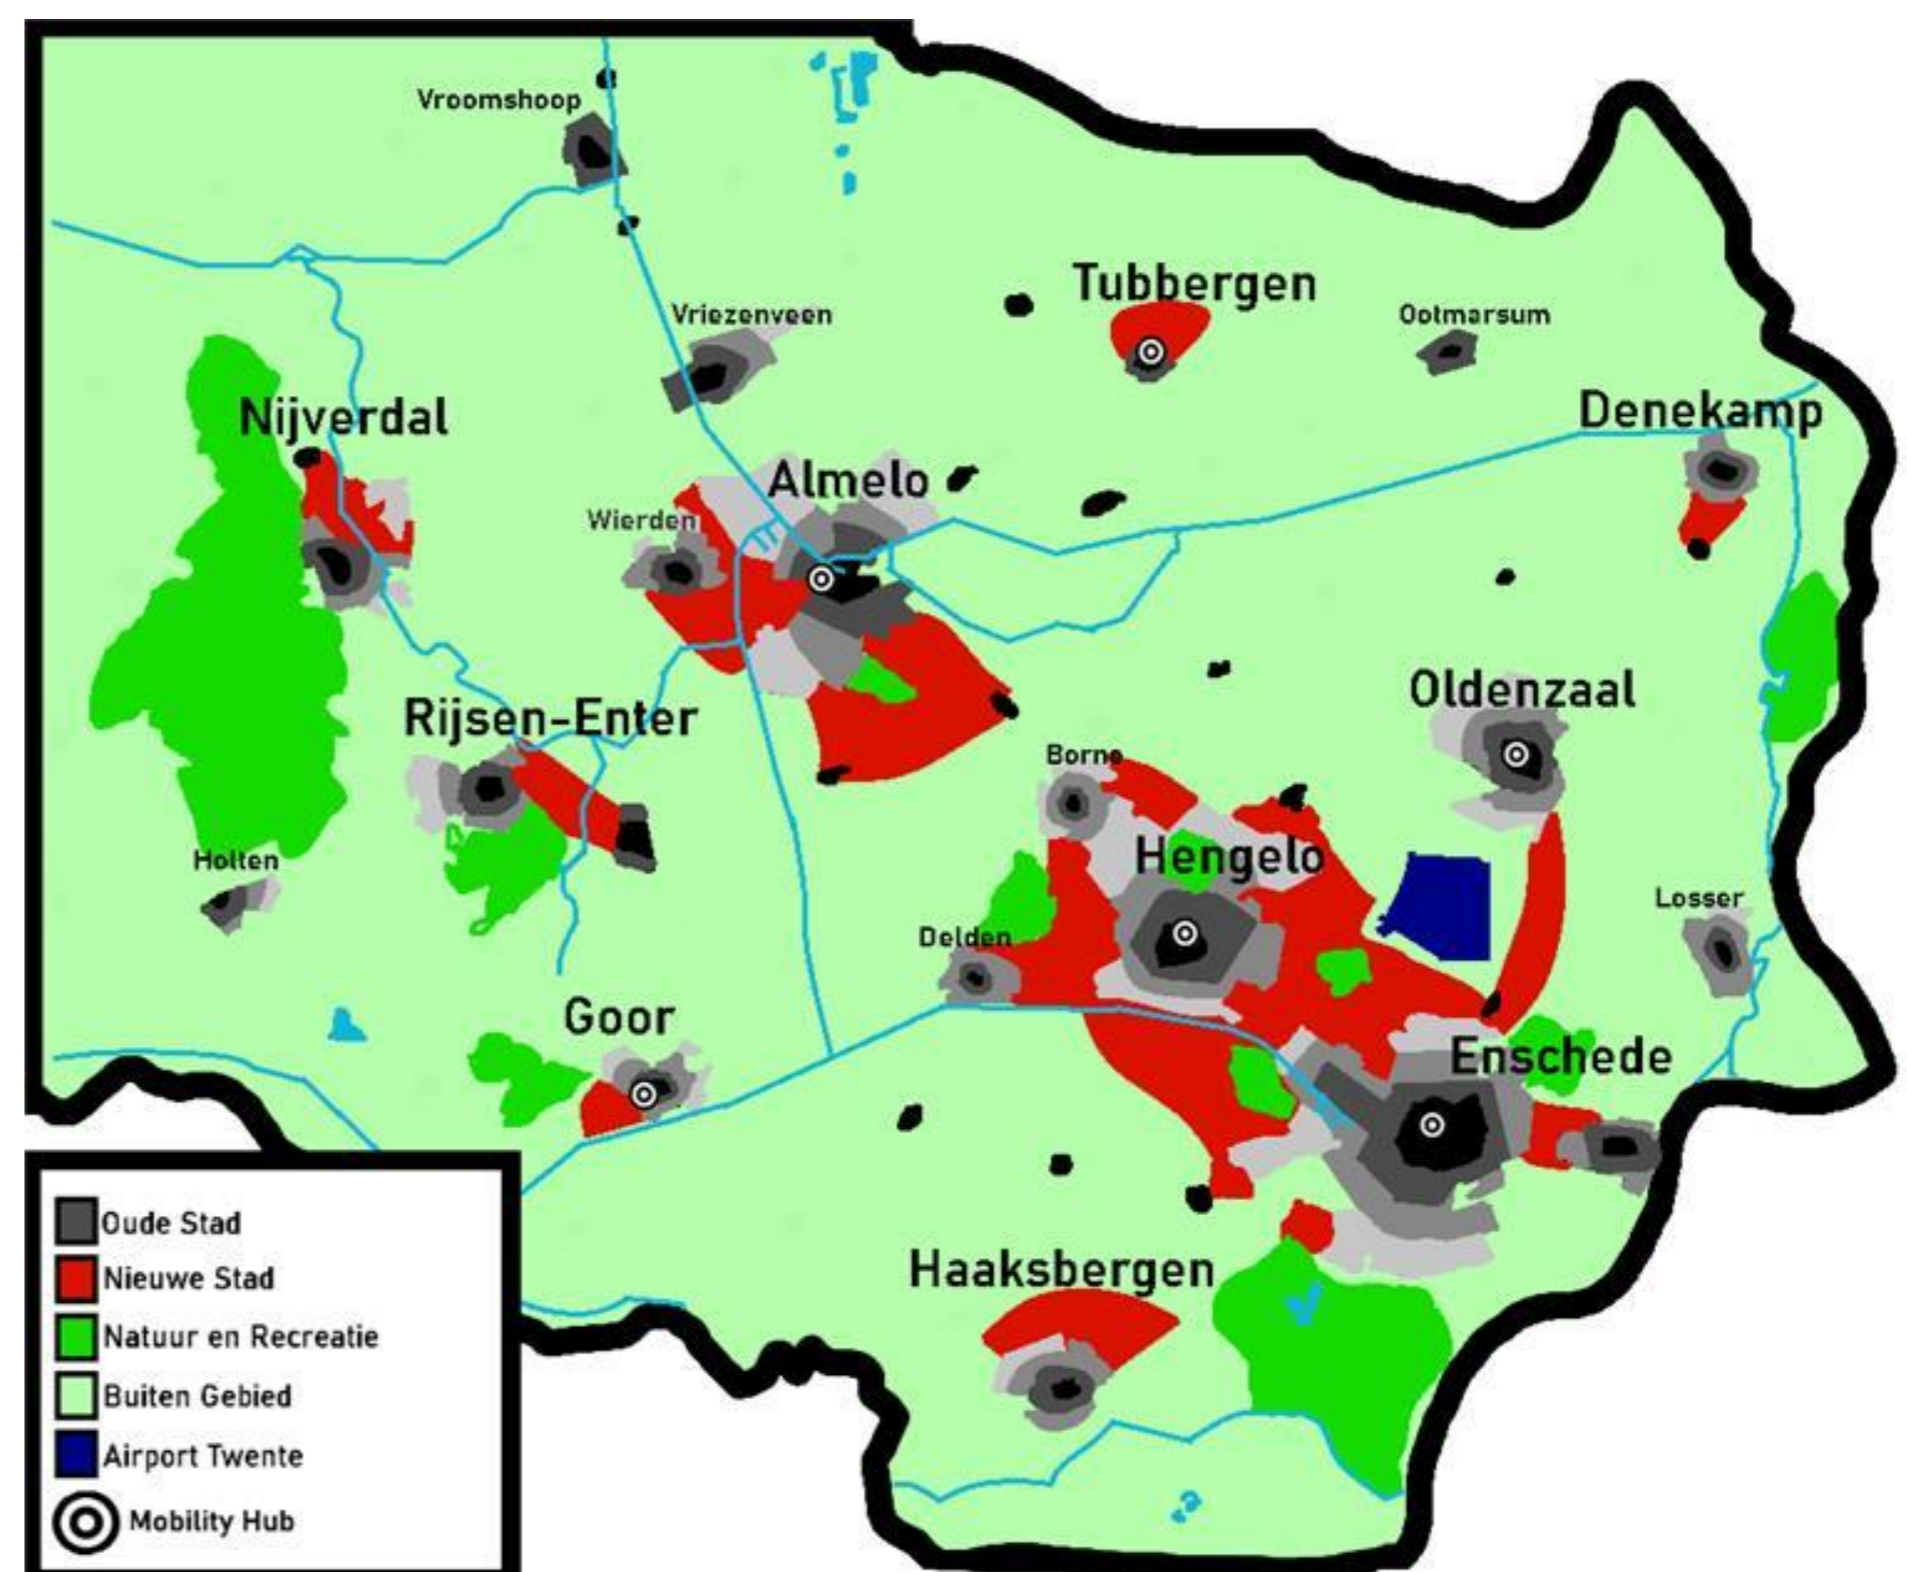 Vroomshoop
Tubbergen
Vriezenveen
Ootmarsum
Nijverdal
Denekamp
Almelo
Wierden
Oldenzaal
Rijsen-Enter
Borne
Hengelo
Holten
Losser
Delden
Goor
Enschede
Haaksbergen
Oude Stad
Nieuwe Stad
Natuur en Recreatie
Buiten Gebied
Airport Twente
Mobility Hub